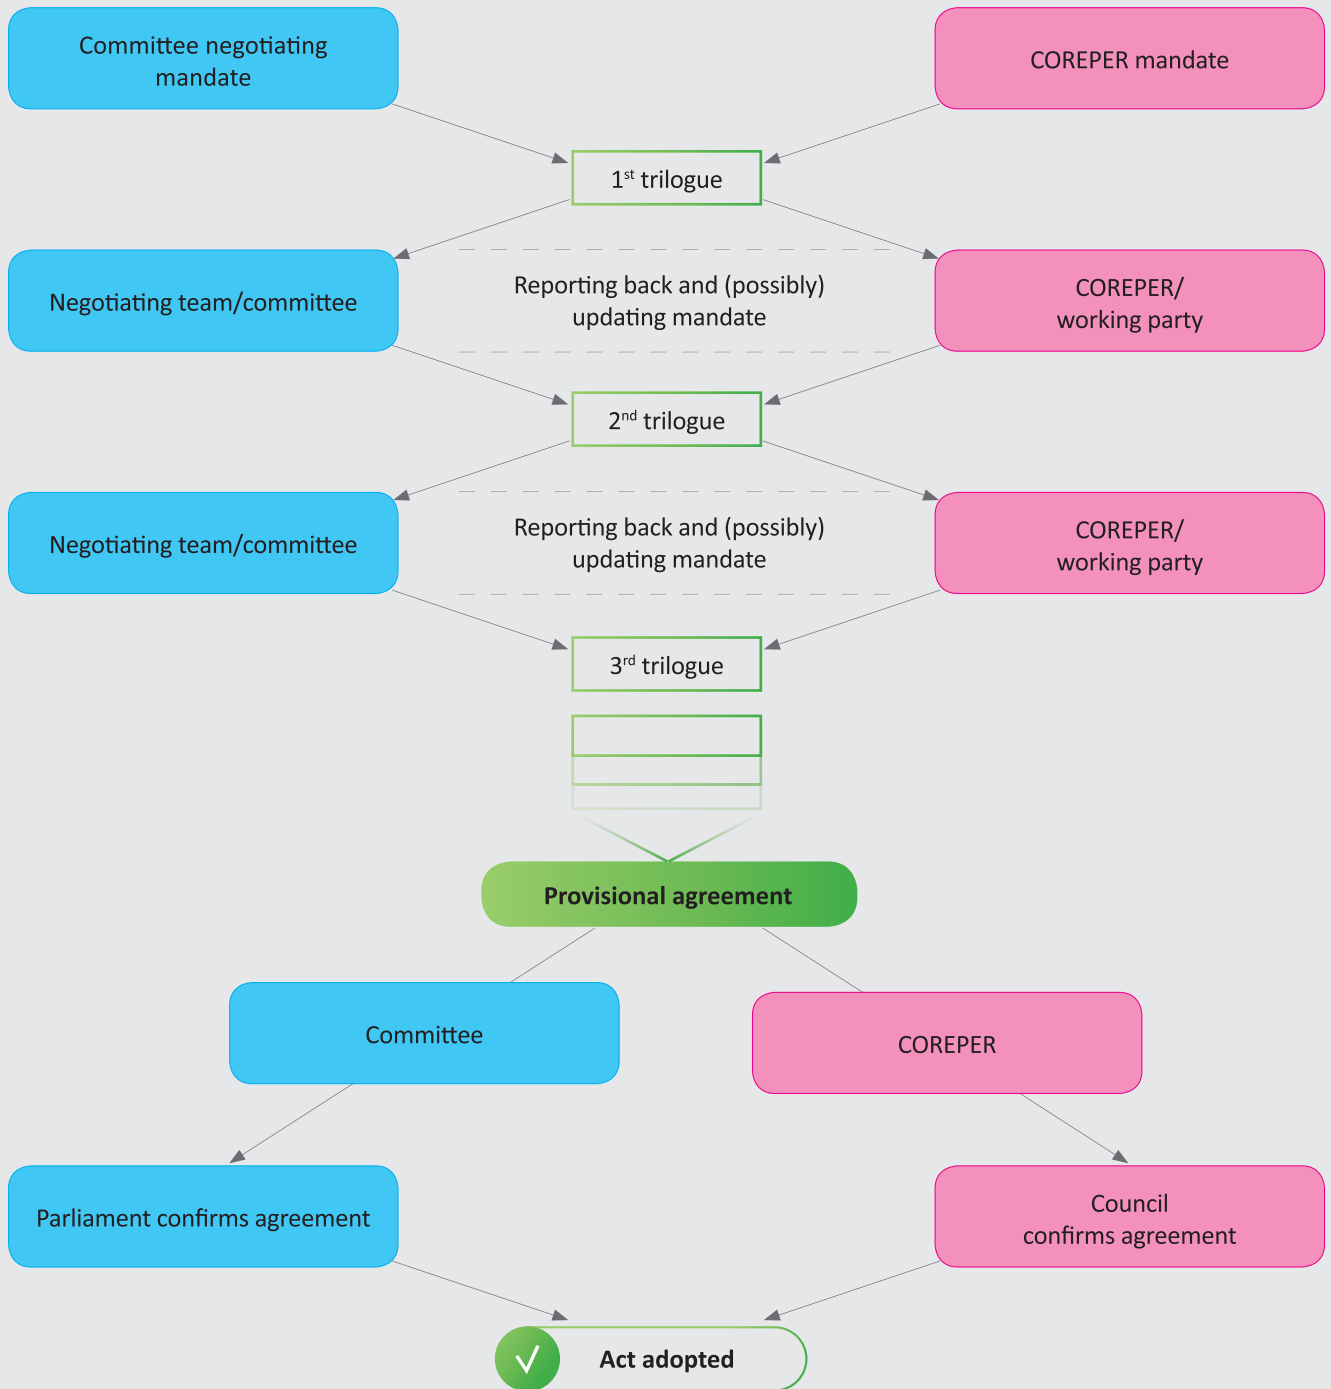 Committee negotiating
mandate
COREPER mandate
1st trilogue
Negotiating team/committee
Reporting back and (possibly)
updating mandate
COREPER/
working party
2nd trilogue
Negotiating team/committee
Reporting back and (possibly)
updating mandate
COREPER/
working party
3rd trilogue
Provisional agreement
Committee
COREPER
Parliament confirms agreement
Council
confirms agreement
Act adopted